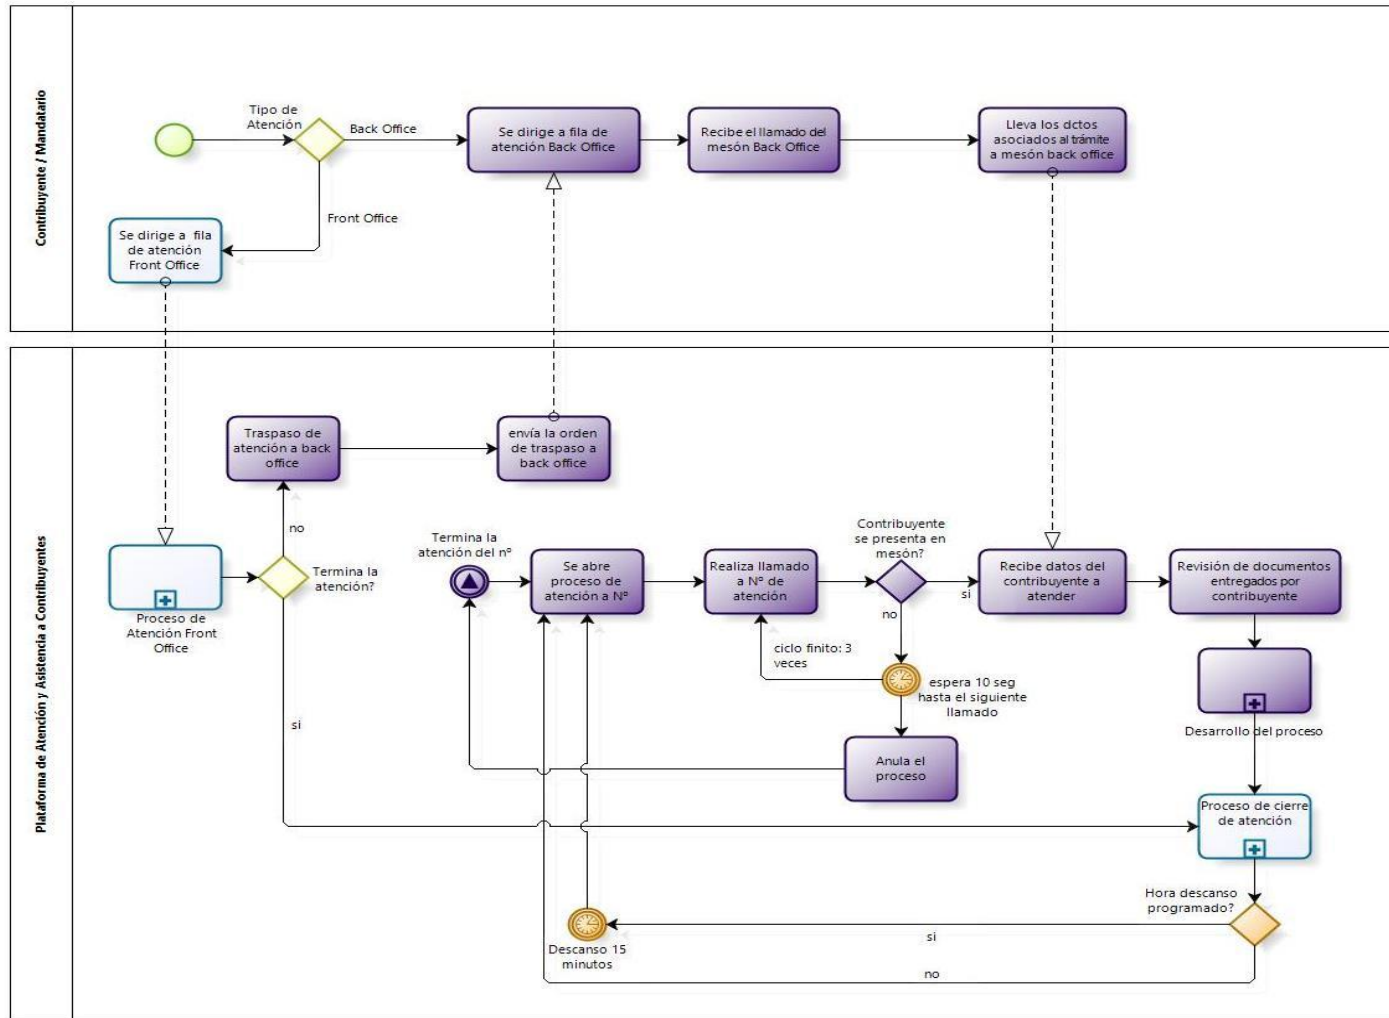 Contribuyente / Mandatario
Tipo de
Atención
Back Office
Se dirige a fila de
atención Back Office
Recibe el llamado del
mesón Back Office
Lleva los dctos
asociados al trámite
a mesón back office
Front Office
Se dirige a fila
de atención
Front Office
Plataforma de Atención y Asistencia a Contribuyentes
Traspaso de
atención a back
office
envía la orden
de traspaso a
back office
no
Termina la
atención?
si
Proceso de
Atención Front
Office
Termina la
atención del nº
Se abre
proceso de
atención a Nº
Realiza llamado
a Nº de
atención
Contribuyente
se presenta en
mesón?
si
no
Recibe datos del
contribuyente a
atender
Revisión de documentos
entregados por
contribuyente
ciclo finito: 3
veces
espera 10 seg
hasta el siguiente
llamado
Anula el
proceso
Desarrollo del proceso
Proceso de cierre
de atención
Hora descanso
programado?
si
no
Descanso 15
minutos